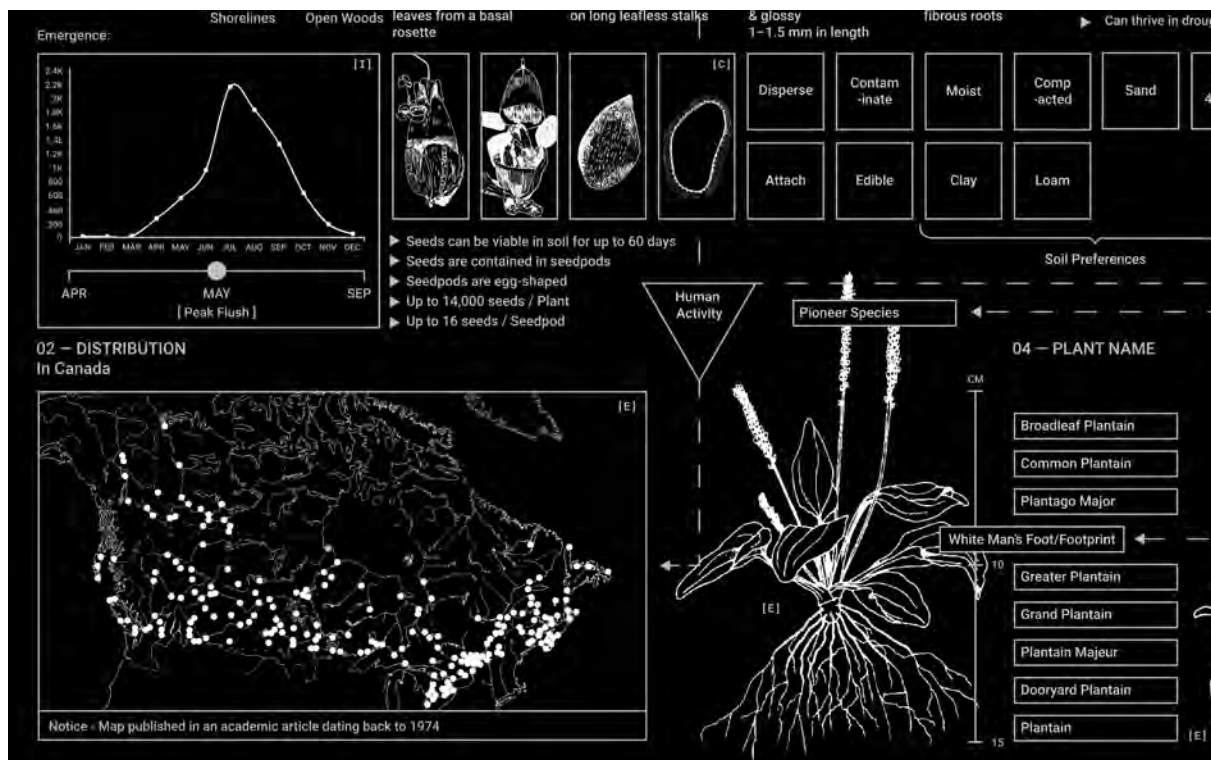 Shorelines
Open Woods
leaves from a basal
rosette
on long leafless stalks
& glossy
1–1.5 mm in length
fibrous roots
Can thrive in
Emergence:
[I]
2.4K
2.2K
2K
1.8K
1.6K
1.4K
1.2K
1K
800
600
200
0
JAN FEB MAR APR MAY JUN JUL AUG SEP OCT NOV DEC
APR
MAY
SEP
[ Peak Flush ]
[C]
Seeds can be viable in soil for up to 60 days
Seeds are contained in seedpods
Seedpods are egg-shaped
Up to 14,000 seeds / Plant
Up to 16 seeds / Seedpod
Disperse
Contam
-inate
Moist
Comp
-acted
Sand
4
Attach
Edible
Clay
Loam
Soil Preferences
Human
Activity
Pioneer Species
02 — DISTRIBUTION
In Canada
[E]
Notice - Map published in an academic article dating back to 1974
[E]
04 — PLANT NAME
CM
10
15
Broadleaf Plantain
Common Plantain
Plantago Major
White Man's Foot/Footprint
Greater Plantain
Grand Plantain
Plantain Majeur
Dooryard Plantain
Plantain
[E]